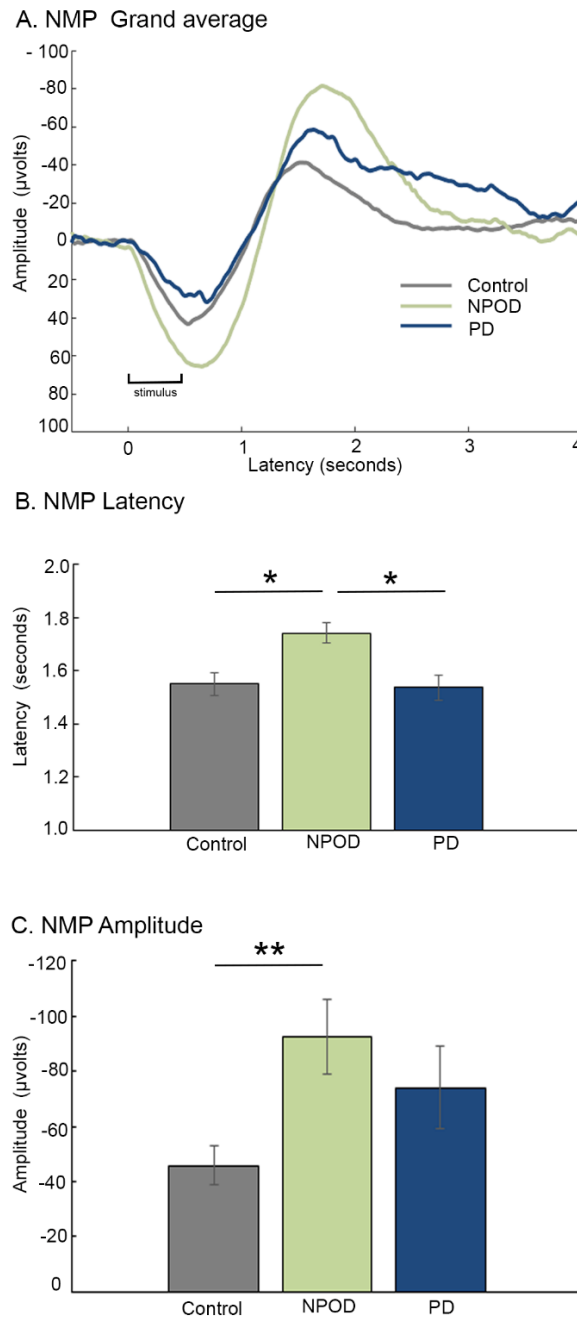 A. NMP Grand average
- 100
-80
-60
-40
-20
0
20
40
60
80
100
Amplitude (µvolts)
Control
NPOD
PD
stimulus
0 1 2 3 4
Latency (seconds)
B. NMP Latency
2.0
1.8
1.6
1.4
1.2
1.0
Latency (seconds)
* *
Control NPOD PD
C. NMP Amplitude
-120
-100
-80
-60
-40
-20
0
Amplitude (µvolts)
**
Control NPOD PD